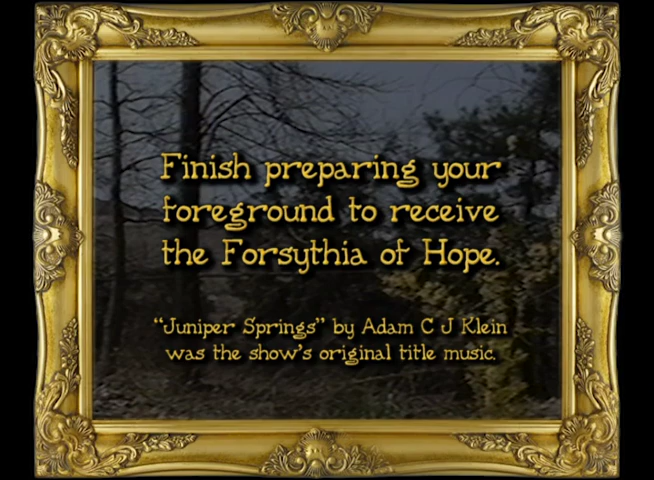 Finish preparing your
foreground to receive
the Forsythia of Hope.
“Juniper Springs” by Adam C J Klein
was the show’s original title music.